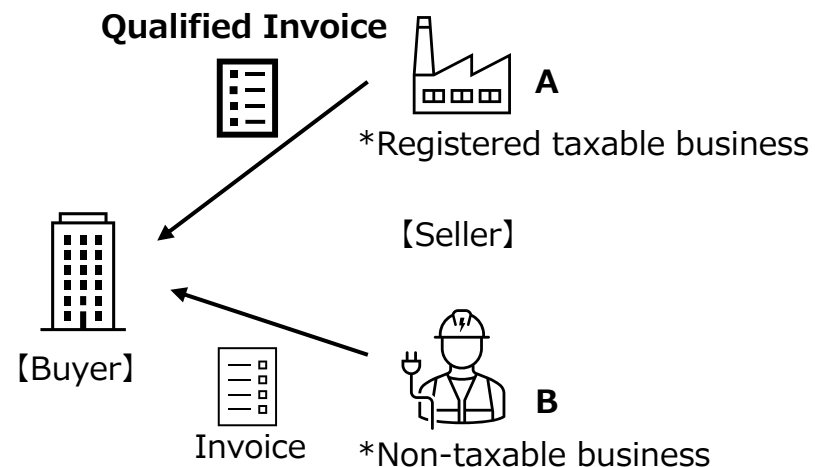 Qualified Invoice
A
*Registered taxable business
【Seller】
【Buyer】
B
Invoice
*Non-taxable business